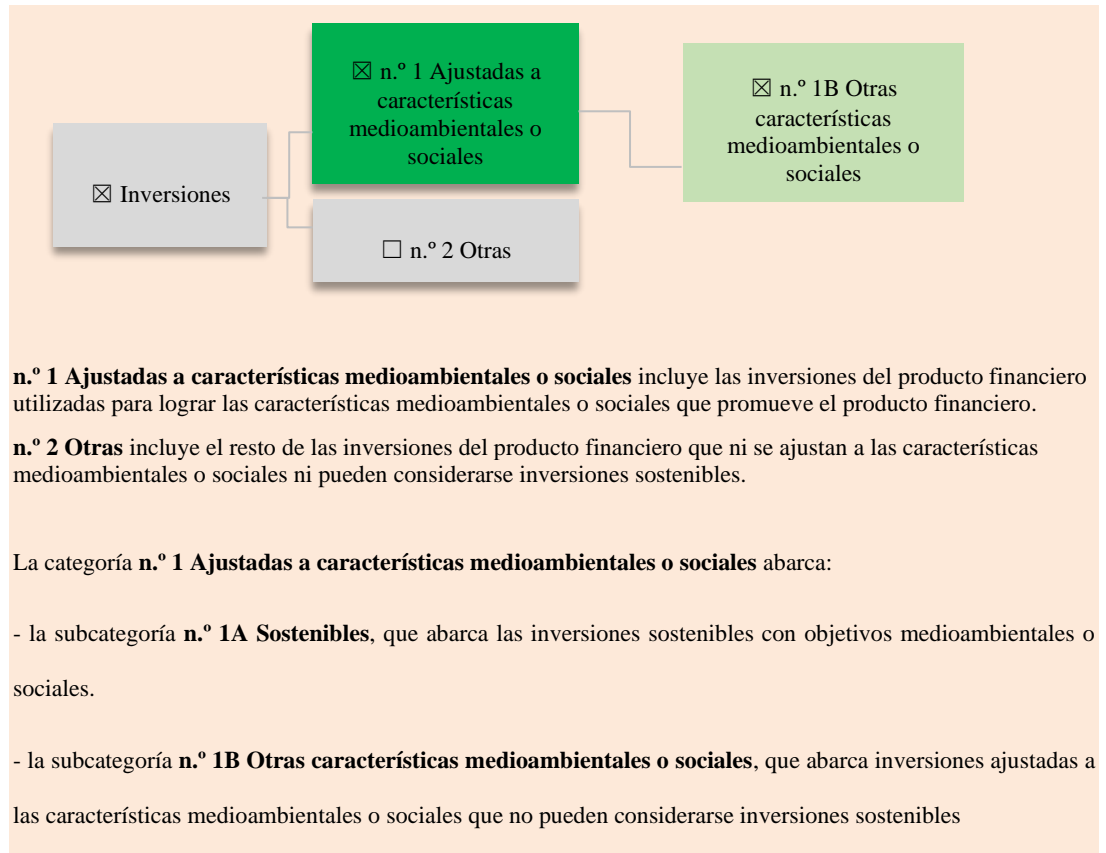 ☒ n.º 1 Ajustadas a
características
medioambientales o
sociales
☒ n.º 1B Otras
características
medioambientales o
sociales
☒ Inversiones
☐ n.º 2 Otras
n.º 1 Ajustadas a características medioambientales o sociales incluye las inversiones del producto financiero
utilizadas para lograr las características medioambientales o sociales que promueve el producto financiero.
n.º 2 Otras incluye el resto de las inversiones del producto financiero que ni se ajustan a las características
medioambientales o sociales ni pueden considerarse inversiones sostenibles.
La categoría n.º 1 Ajustadas a características medioambientales o sociales abarca:
- la subcategoría n.º 1A Sostenibles, que abarca las inversiones sostenibles con objetivos medioambientales o
sociales.
- la subcategoría n.º 1B Otras características medioambientales o sociales, que abarca inversiones ajustadas a
las características medioambientales o sociales que no pueden considerarse inversiones sostenibles